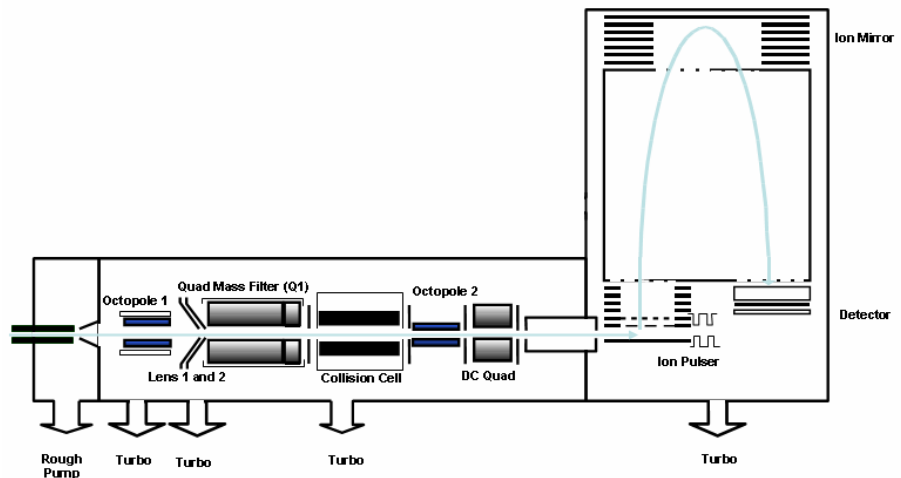 Ion Mirror
Quad Mass Filter (Q1)
Octopole 1
Octopole 2
Detector
Lens 1 and 2
Collision Cell
DC Quad
Ion Pulser
Rough
Pump
Turbo
Turbo
Turbo
Turbo